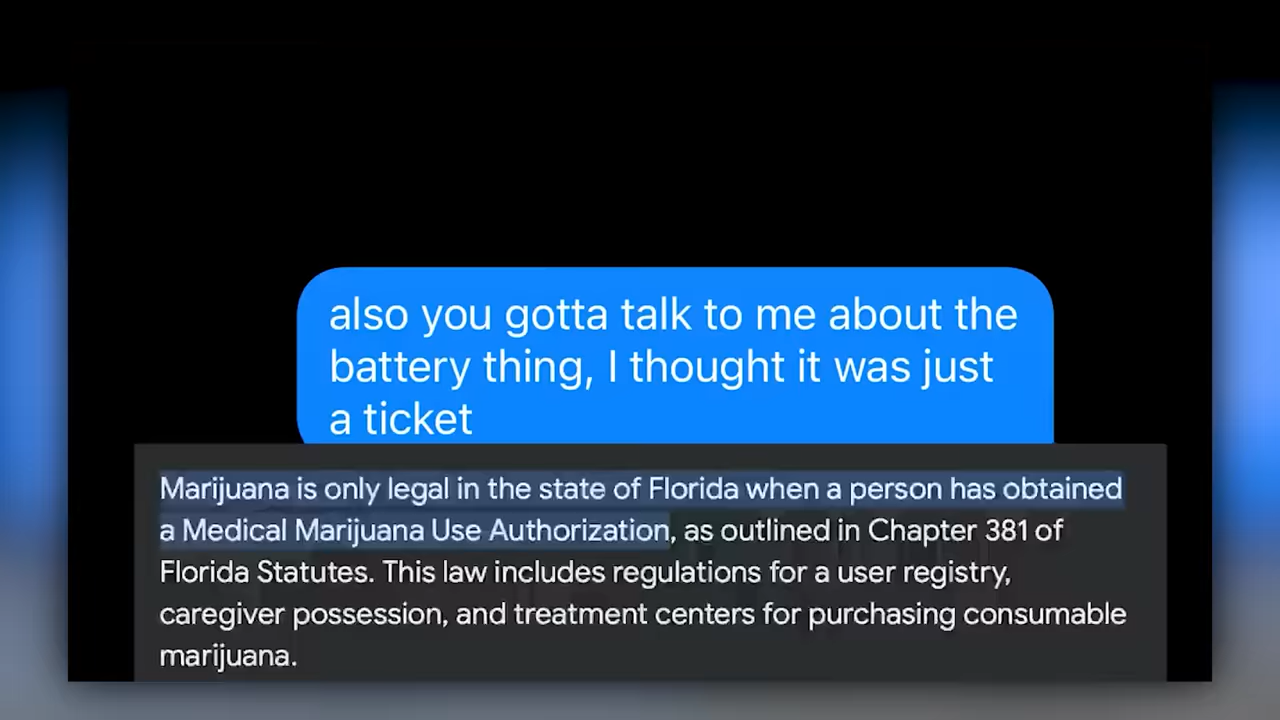 also you gotta talk to me about the
battery thing, I thought it was just
a ticket
Marijuana is only legal in the state of Florida when a person has obtained
a Medical Marijuana Use Authorization, as outlined in Chapter 381 of
Florida Statutes. This law includes regulations for a user registry,
caregiver possession, and treatment centers for purchasing consumable
marijuana.